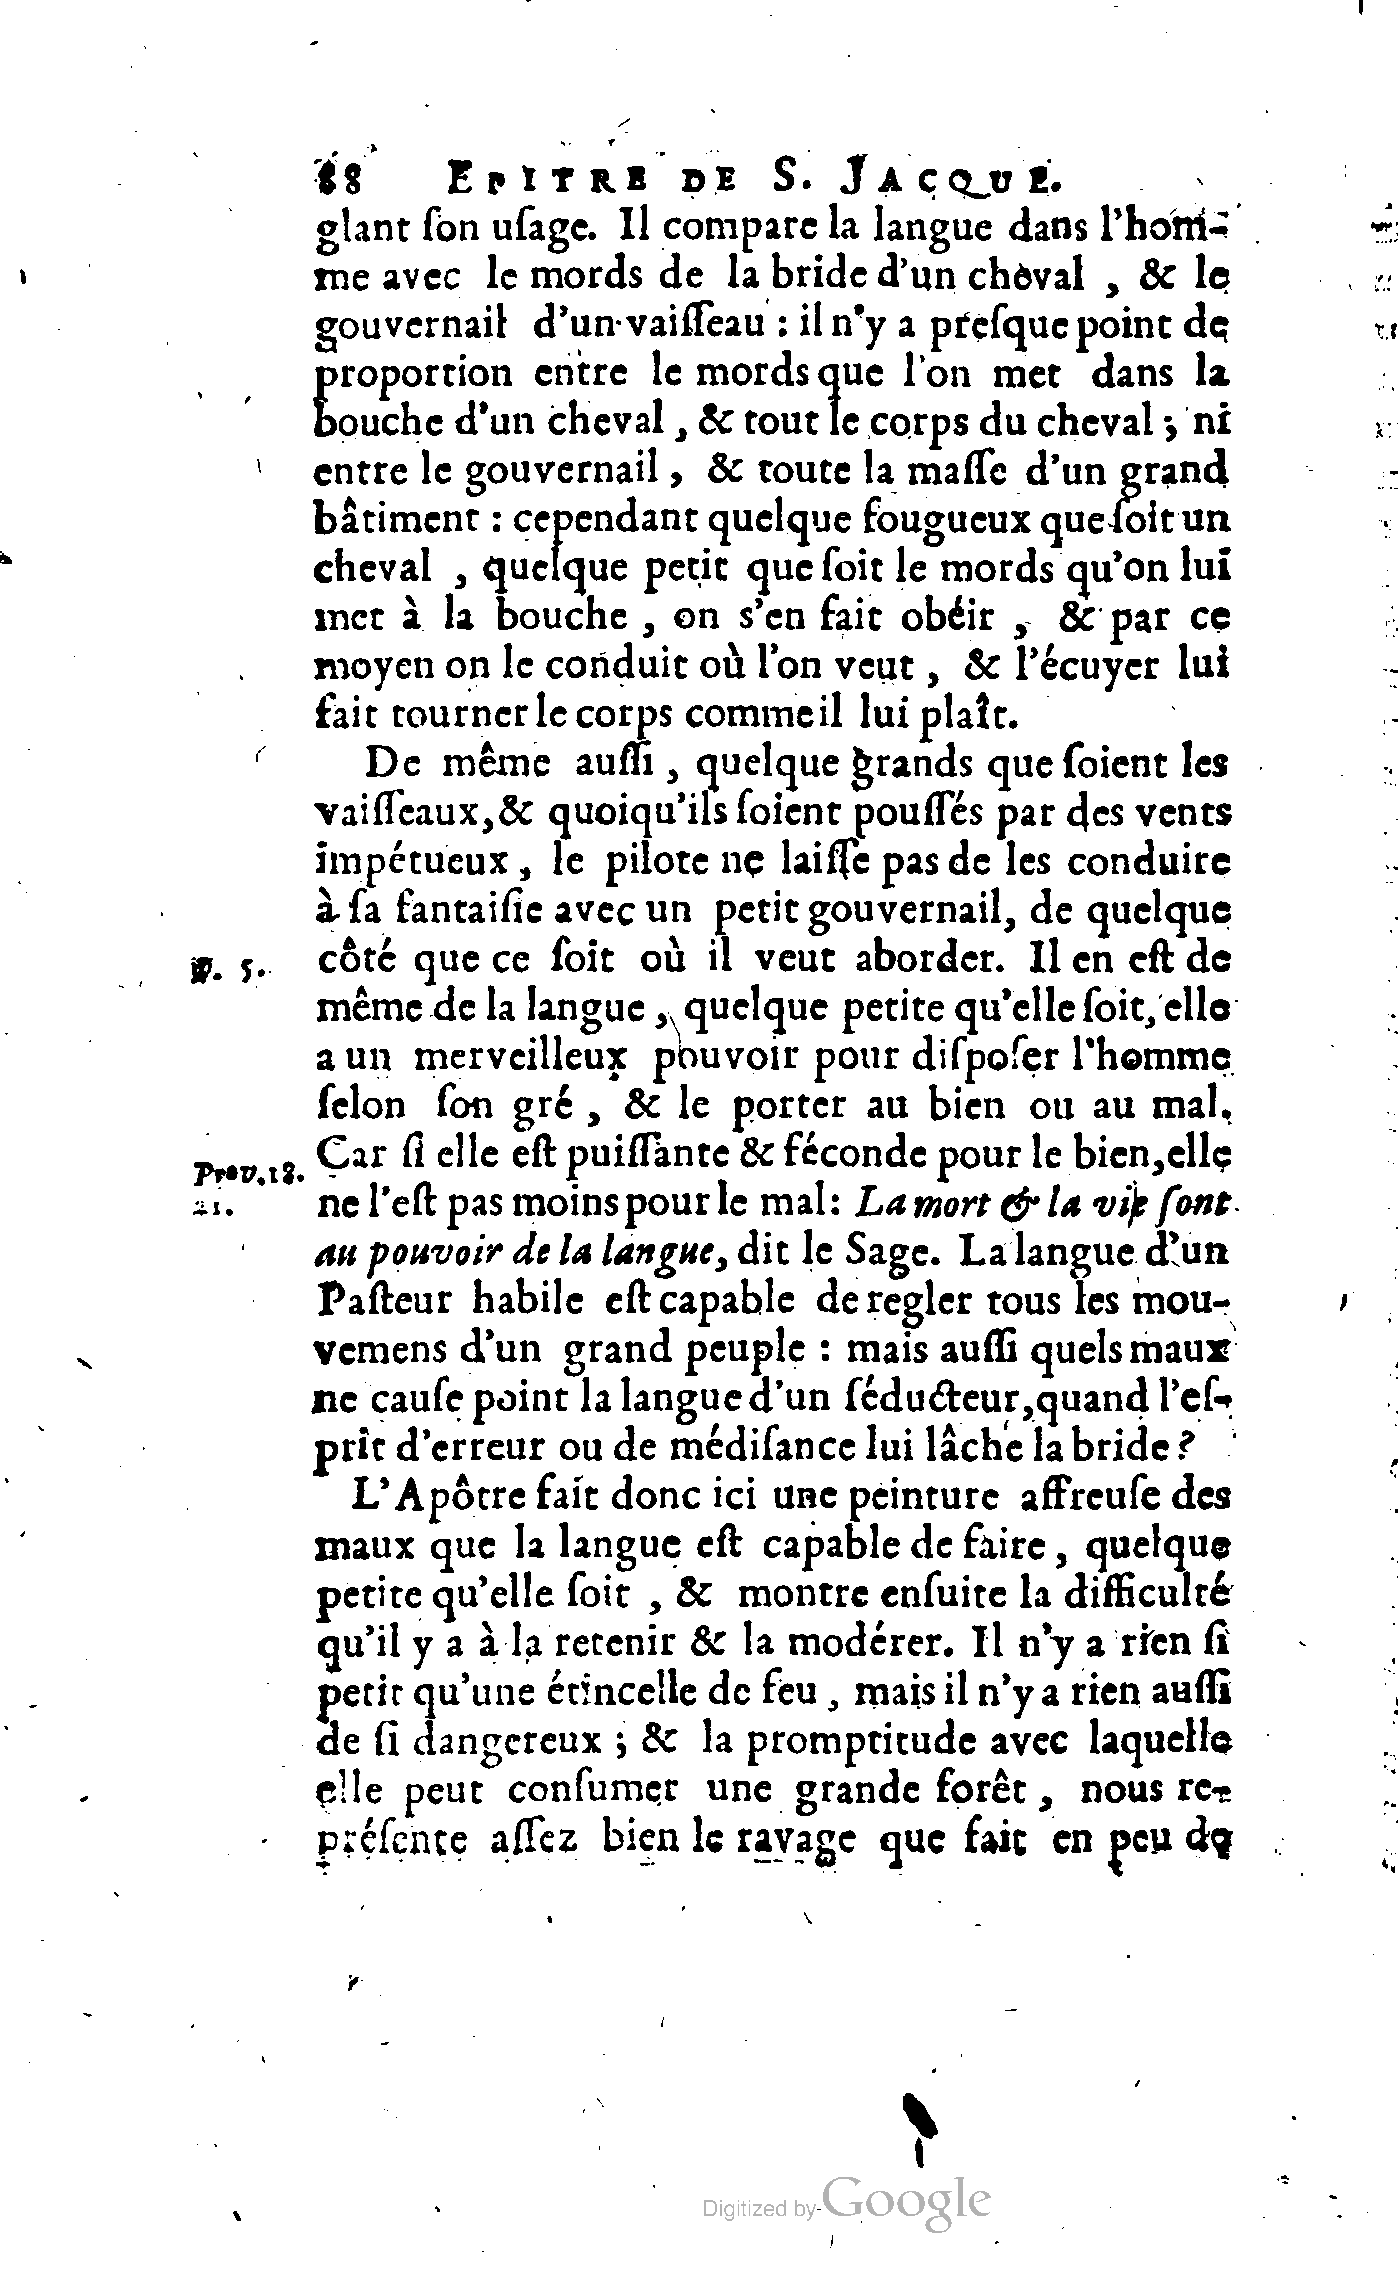 88 EPITRE DE S. JACQUE.
glant ſon uſage. Il compare la langue dans l'hom-
me avec le mords de la bride d'un cheval , & le
gouvernail d'un vaiſſeau : il n'y a preſque point de
proportion entre le mords que l'on met dans la
bouche d'un cheval , & tout le corps du cheval ; ni
entre le gouvernail , & toute la maſſe d'un grand
bâtiment : cependant quelque fougueux que ſoit un
cheval , quelque petit que ſoit le mords qu'on lui
met à la bouche , on s'en fait obéir , & par ce
moyen on le conduit où l'on veut , & l'écuyer lui
fait tourner le corps comme il lui plaît.
De même auſſi , quelque grands que ſoient les
vaiſſeaux, & quoiqu'ils ſoient pouſſés par des vents
impétueux , le pilote ne laiſſe pas de les conduire
à ſa fantaiſie avec un petit gouvernail, de quelque
℣. 5. côté que ce ſoit où il veut aborder. Il en eſt de
même de la langue , quelque petite qu'elle ſoit, elle
a un merveilleux pouvoir pour diſpoſer l'homme
ſelon ſon gré , & le porter au bien ou au mal.
Prov. 18. Car ſi elle eſt puiſſante & féconde pour le bien, elle
21. ne l'eſt pas moins pour le mal : La mort & la vie ſont
au pouvoir de la langue, dit le Sage. La langue d'un
Paſteur habile eſt capable de regler tous les mou-
vemens d'un grand peuple : mais auſſi quels maux
ne cauſe point la langue d'un ſéducteur, quand l'eſ-
prit d'erreur ou de médiſance lui lâche la bride ?
L'Apôtre fait donc ici une peinture affreuſe des
maux que la langue eſt capable de faire , quelque
petite qu'elle ſoit , & montre enſuite la difficulté
qu'il y a à la retenir & la modérer. Il n'y a rien ſi
petit qu'une étincelle de feu , mais il n'y a rien auſſi
de ſi dangereux ; & la promptitude avec laquelle
elle peut conſumer une grande forêt , nous re-
préſente aſſez bien le ravage que fait en peu de
Digitized by Google